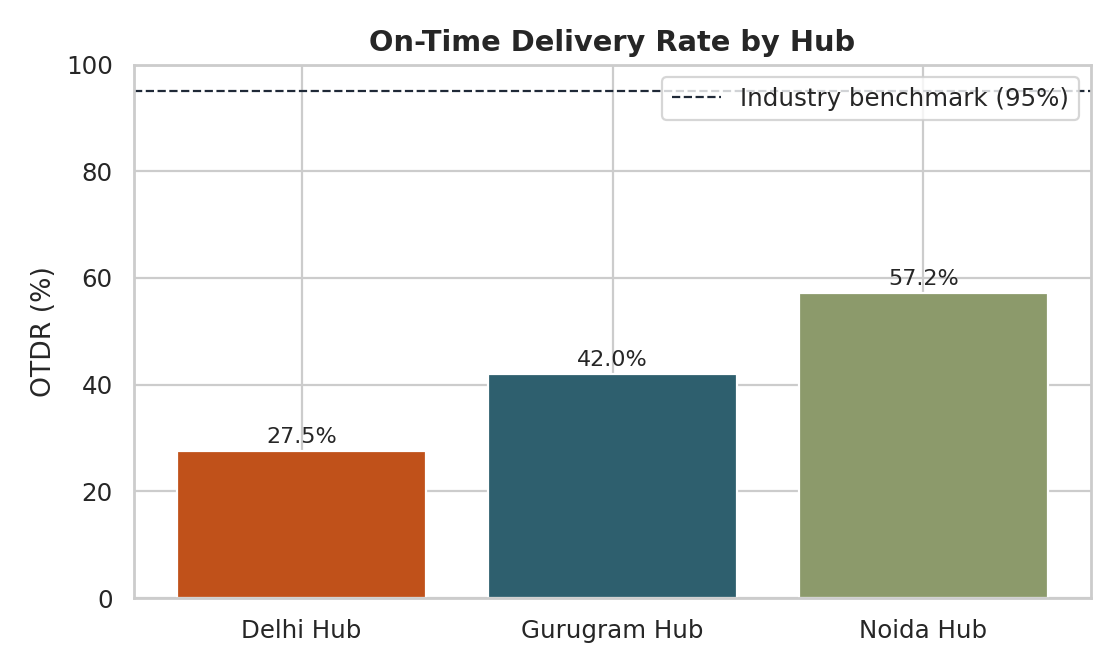 On-Time Delivery Rate by Hub
100
80
60
40
20
0
OTDR (%)
Industry benchmark (95%)
27.5%
42.0%
57.2%
Delhi Hub
Gurugram Hub
Noida Hub